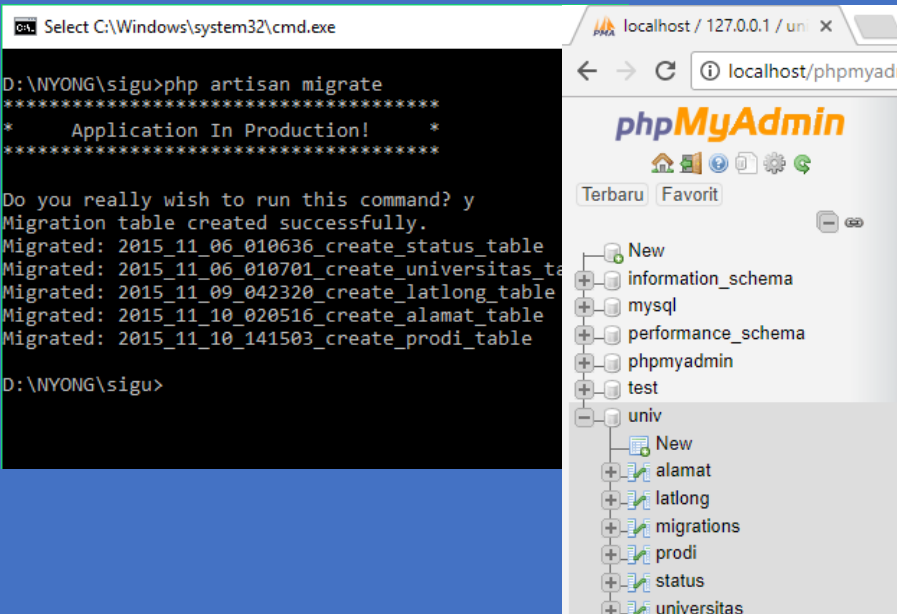 Select C:\Windows\system32\cmd.exe
D:\NYONG\sigu>php artisan migrate
**************************************
*     Application In Production!     *
**************************************
Do you really wish to run this command? y
Migration table created successfully.
Migrated: 2015_11_06_010636_create_status_table
Migrated: 2015_11_06_010701_create_universitas_ta
Migrated: 2015_11_09_042320_create_latlong_table
Migrated: 2015_11_10_020516_create_alamat_table
Migrated: 2015_11_10_141503_create_prodi_table
D:\NYONG\sigu>
localhost / 127.0.0.1 / uni
localhost/phpmyad
phpMyAdmin
Terbaru Favorit
New
information_schema
mysql
performance_schema
phpmyadmin
test
univ
New
alamat
latlong
migrations
prodi
status
universitas